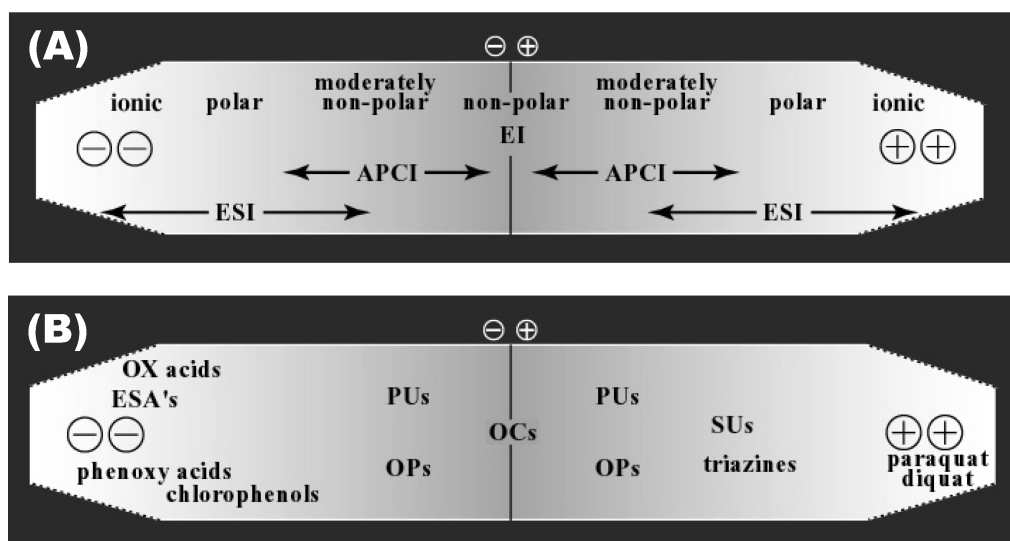 (A)
⊖ ⊕
moderately moderately
ionic polar non-polar non-polar non-polar polar ionic
EI
⊖⊖ ⊕⊕
APCI APCI
ESI ESI
(B)
⊖ ⊕
OX acids
ESA's
PUs PUs
OCs SUs
⊖⊖ ⊕⊕
phenoxy acids OPs OPs triazines paraquat
chlorophenols diquat